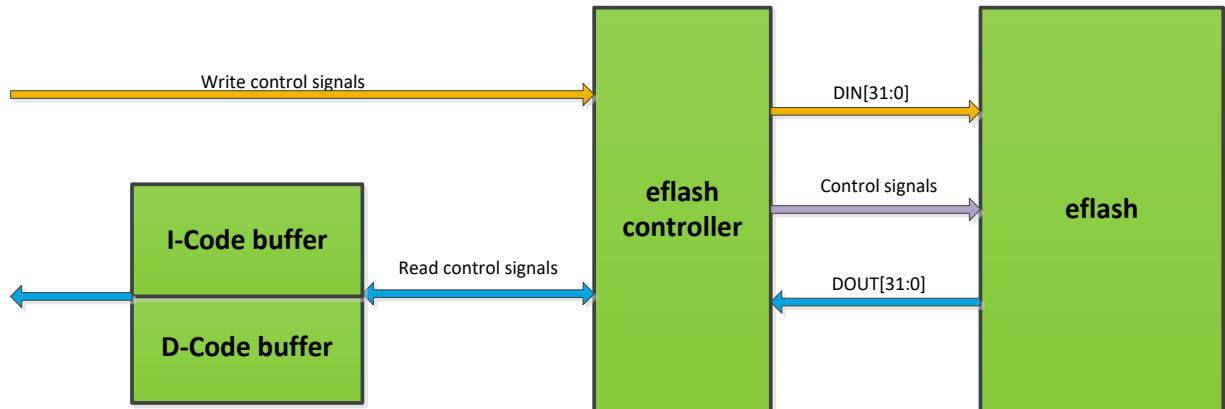 Write control signals
DIN[31:0]
eflash
controller
Control signals
eflash
I-Code buffer
Read control signals
DOUT[31:0]
D-Code buffer